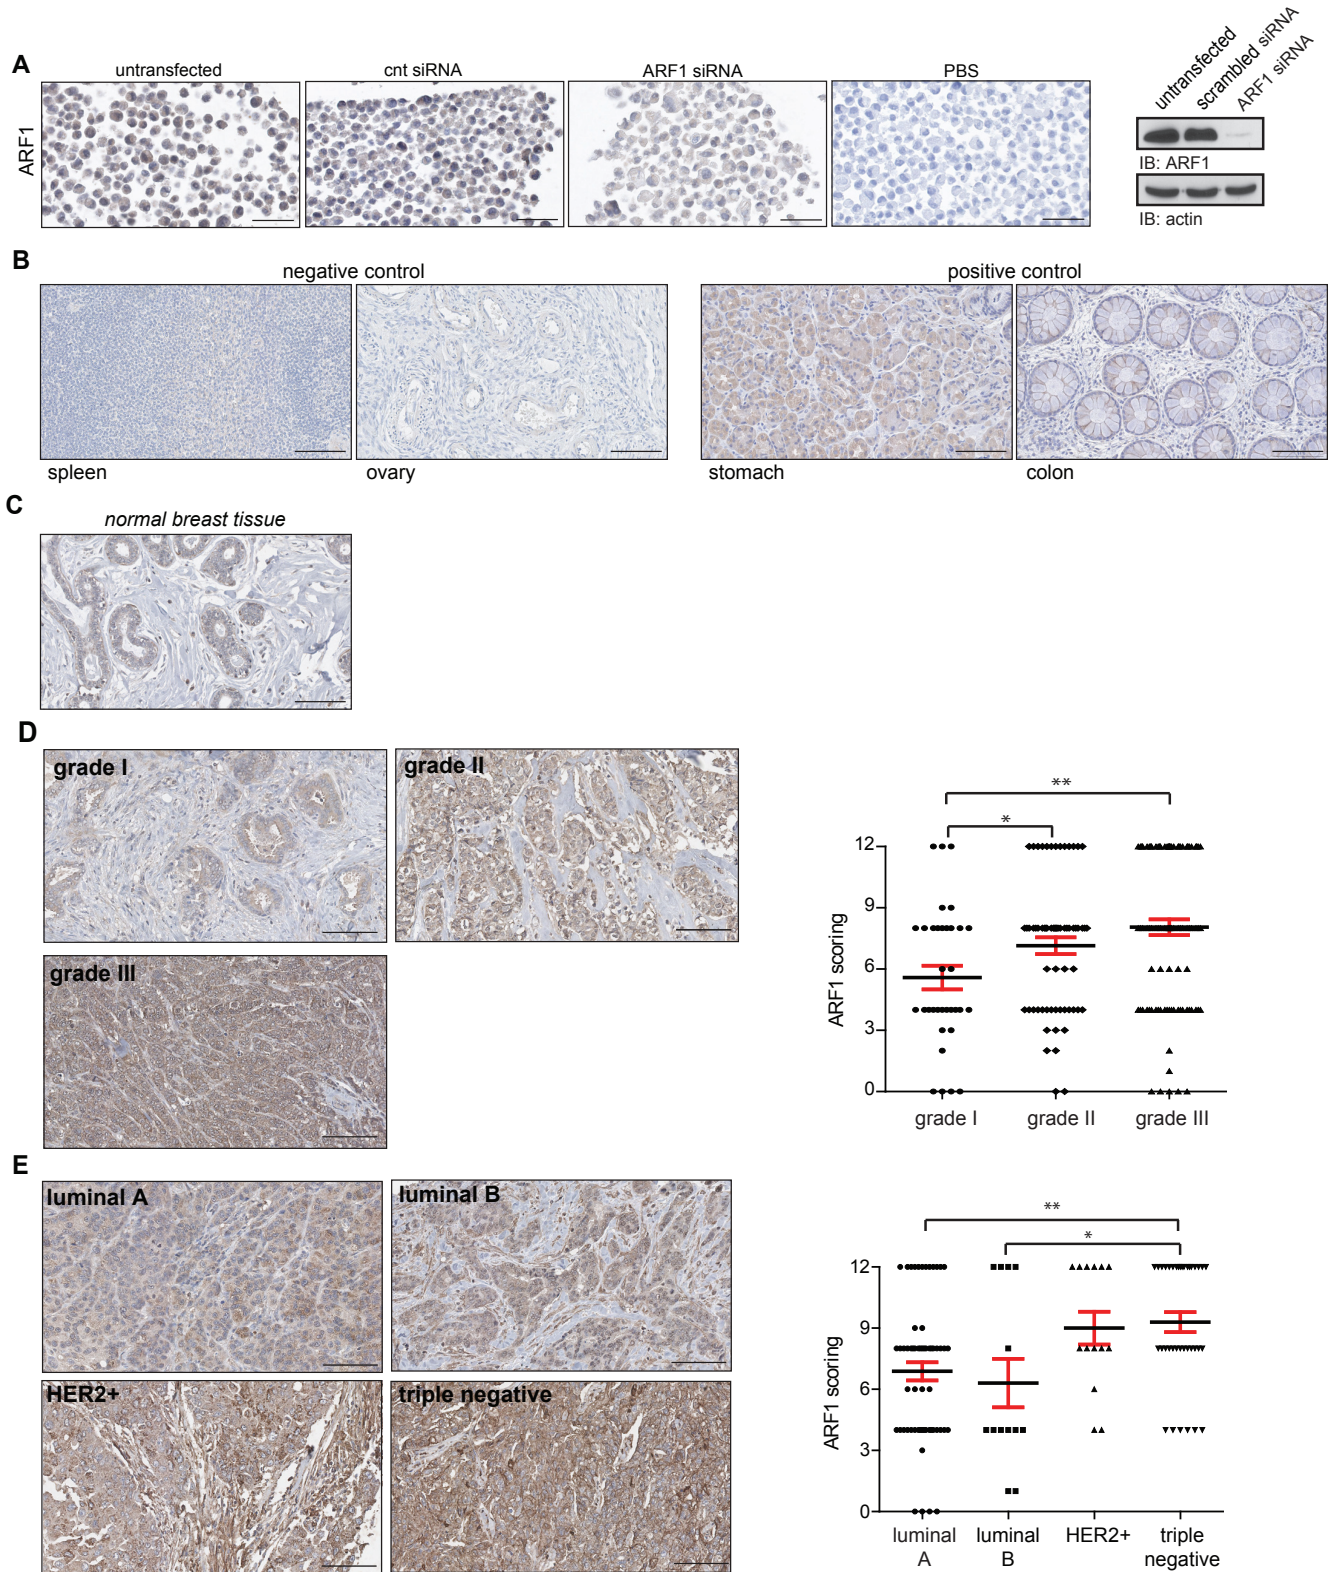 A
untransfected
cnt siRNA
ARF1 siRNA
PBS
ARF1
untransfected
scrambled siRNA
ARF1 siRNA
IB: ARF1
IB: actin
B
negative control
positive control
spleen
ovary
stomach
colon
C
normal breast tissue
D
grade I
grade II
grade III
**
*
12
9
6
3
0
ARF1 scoring
grade I
grade II
grade III
E
luminal A
luminal B
HER2+
triple negative
**
*
12
9
6
3
0
ARF1 scoring
luminal
A
luminal
B
HER2+
triple
negative